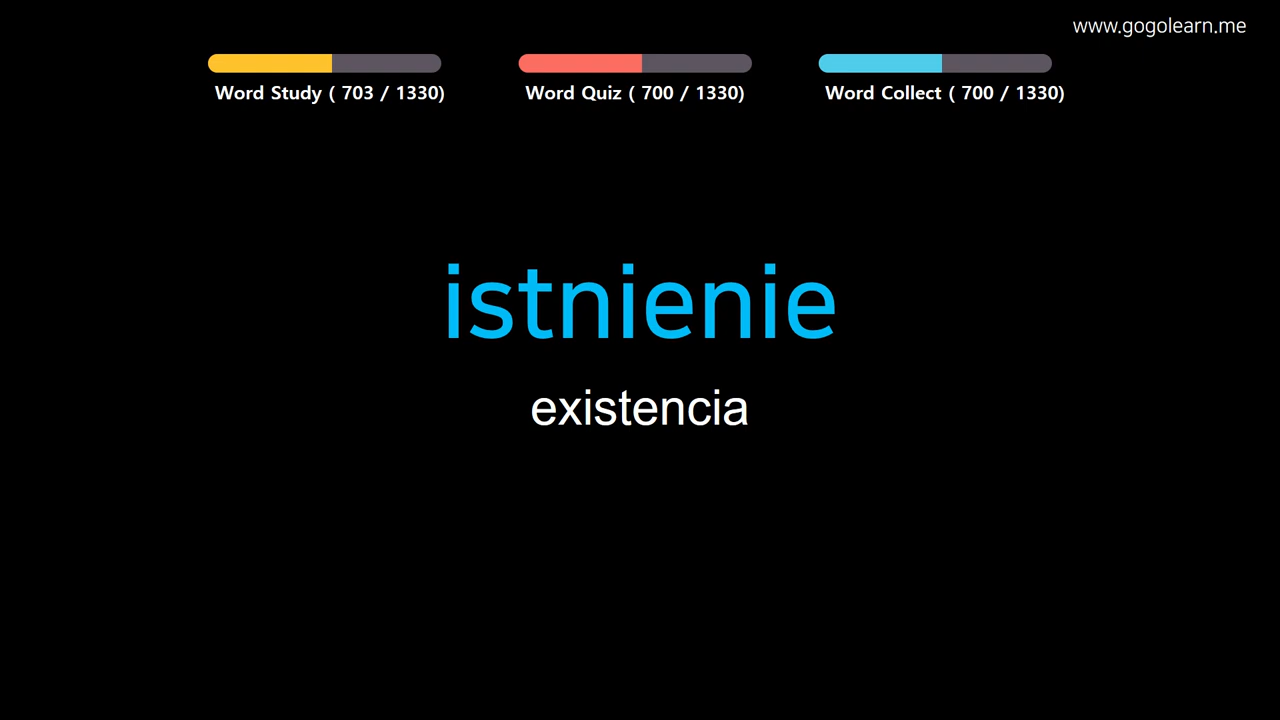 www.gogolearn.me
Word Study ( 703 / 1330)
Word Quiz ( 700 / 1330)
Word Collect ( 700 / 1330)
istnienie
existencia